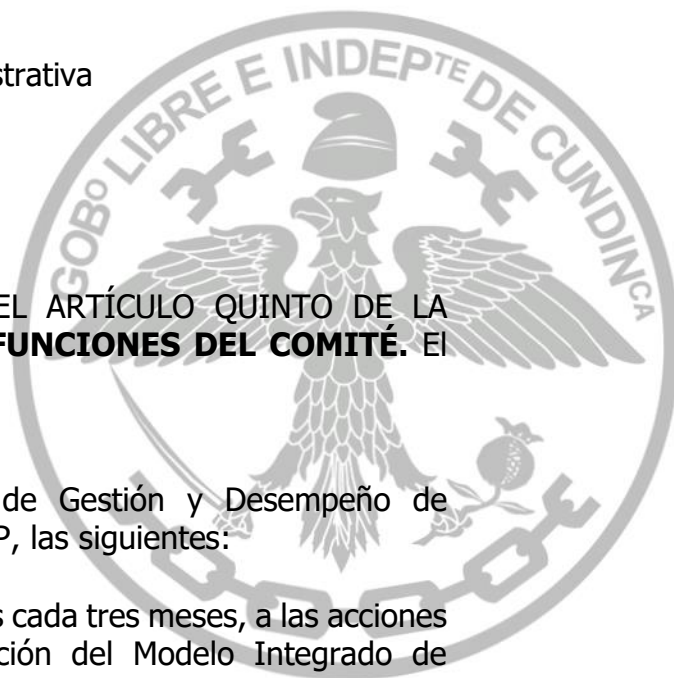 strativa
GOBº LIBRE E INDEPTE DE CUNDINCA
EL ARTÍCULO QUINTO DE LA
FUNCIONES DEL COMITÉ. El
de Gestión y Desempeño de
P, las siguientes:
s cada tres meses, a las acciones
ción del Modelo Integrado de